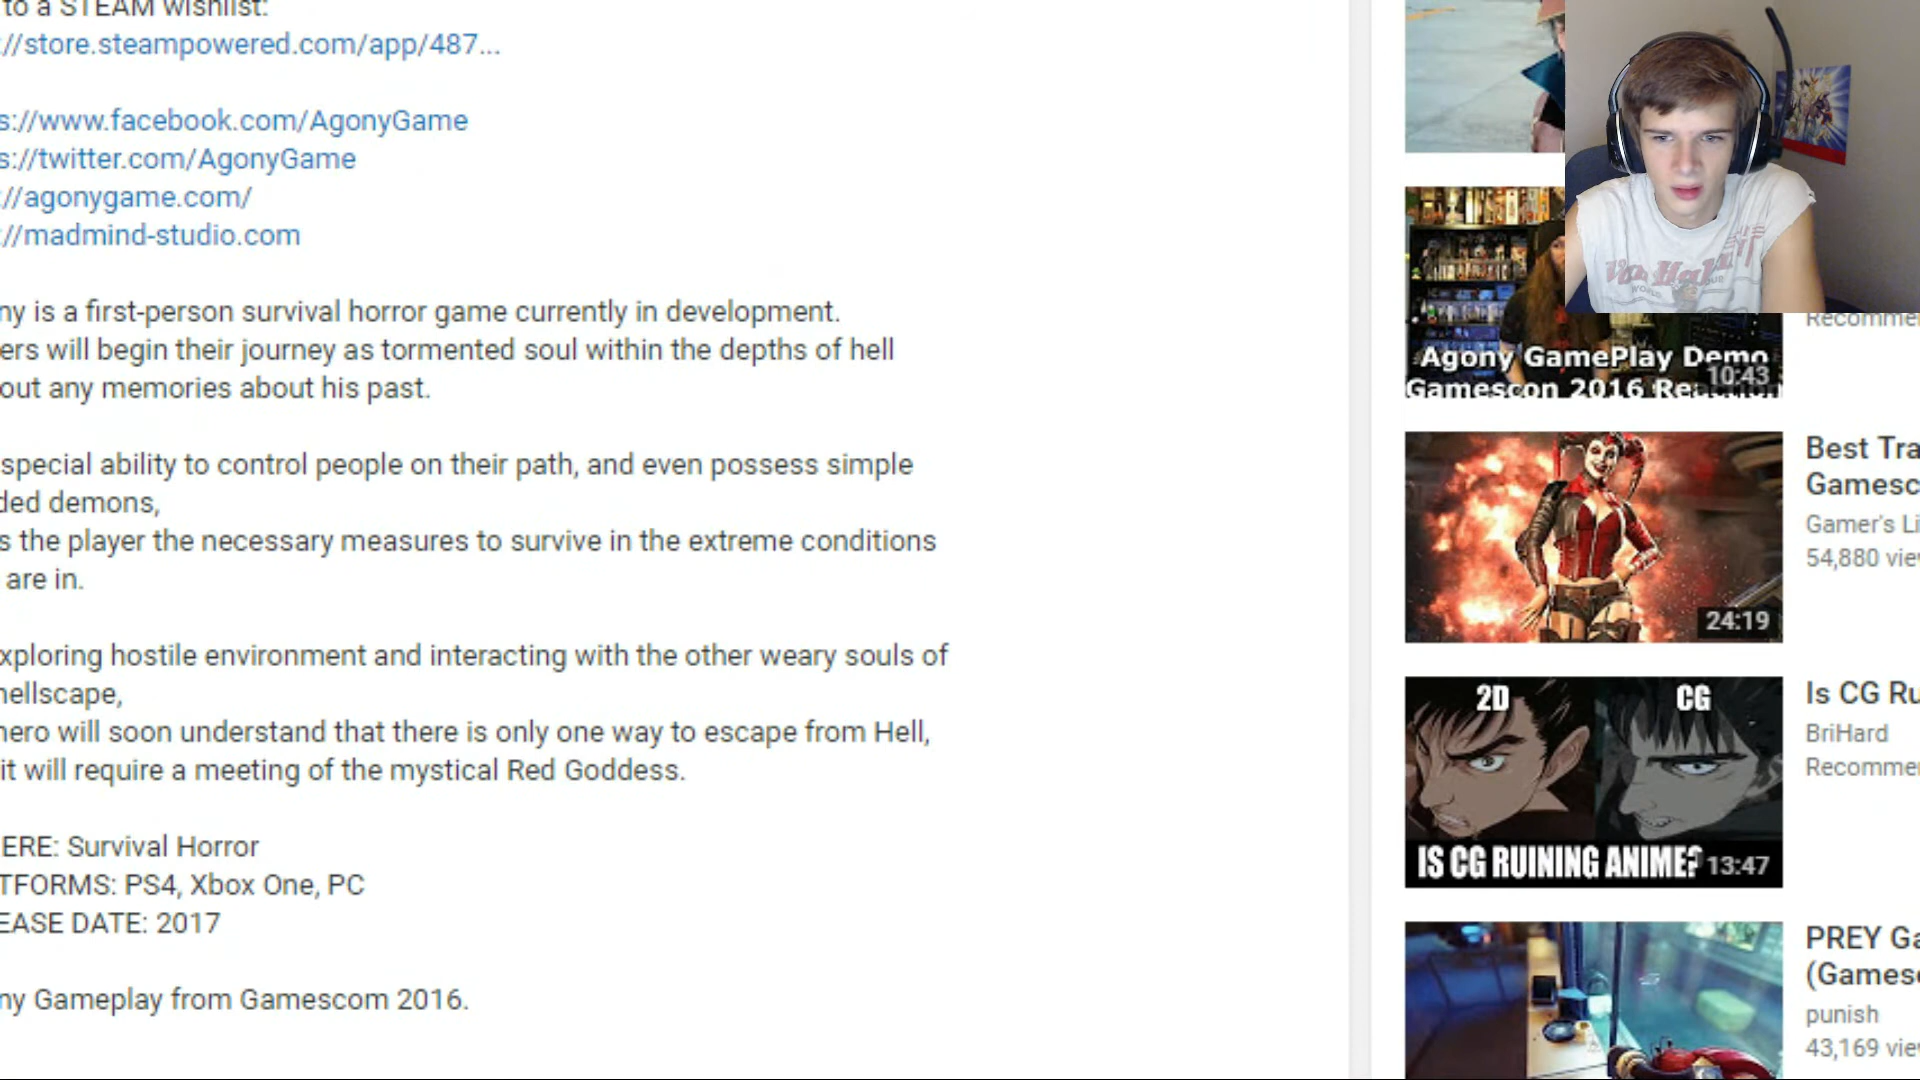 to a STEAM wishlist:
://store.steampowered.com/app/487...
s://www.facebook.com/AgonyGame
s://twitter.com/AgonyGame
://agonygame.com/
://madmind-studio.com
ny is a first-person survival horror game currently in development.
ers will begin their journey as tormented soul within the depths of hell
out any memories about his past.
special ability to control people on their path, and even possess simple
ded demons,
s the player the necessary measures to survive in the extreme conditions
are in.
xploring hostile environment and interacting with the other weary souls of
hellscape,
hero will soon understand that there is only one way to escape from Hell,
it will require a meeting of the mystical Red Goddess.
ERE: Survival Horror
TFORMS: PS4, Xbox One, PC
EASE DATE: 2017
ny Gameplay from Gamescom 2016.
Recomme
Agony GamePlay Demo
Gamescon 2016 Reaction
10:43
Best Tra
Gamesc
Gamer's Li
54,880 vie
24:19
2D CG
IS CG RUINING ANIME?
13:47
Is CG Ru
BriHard
Recomme
PREY Ga
(Gamesc
punish
43,169 vie
Van Halen
WORLD TOUR